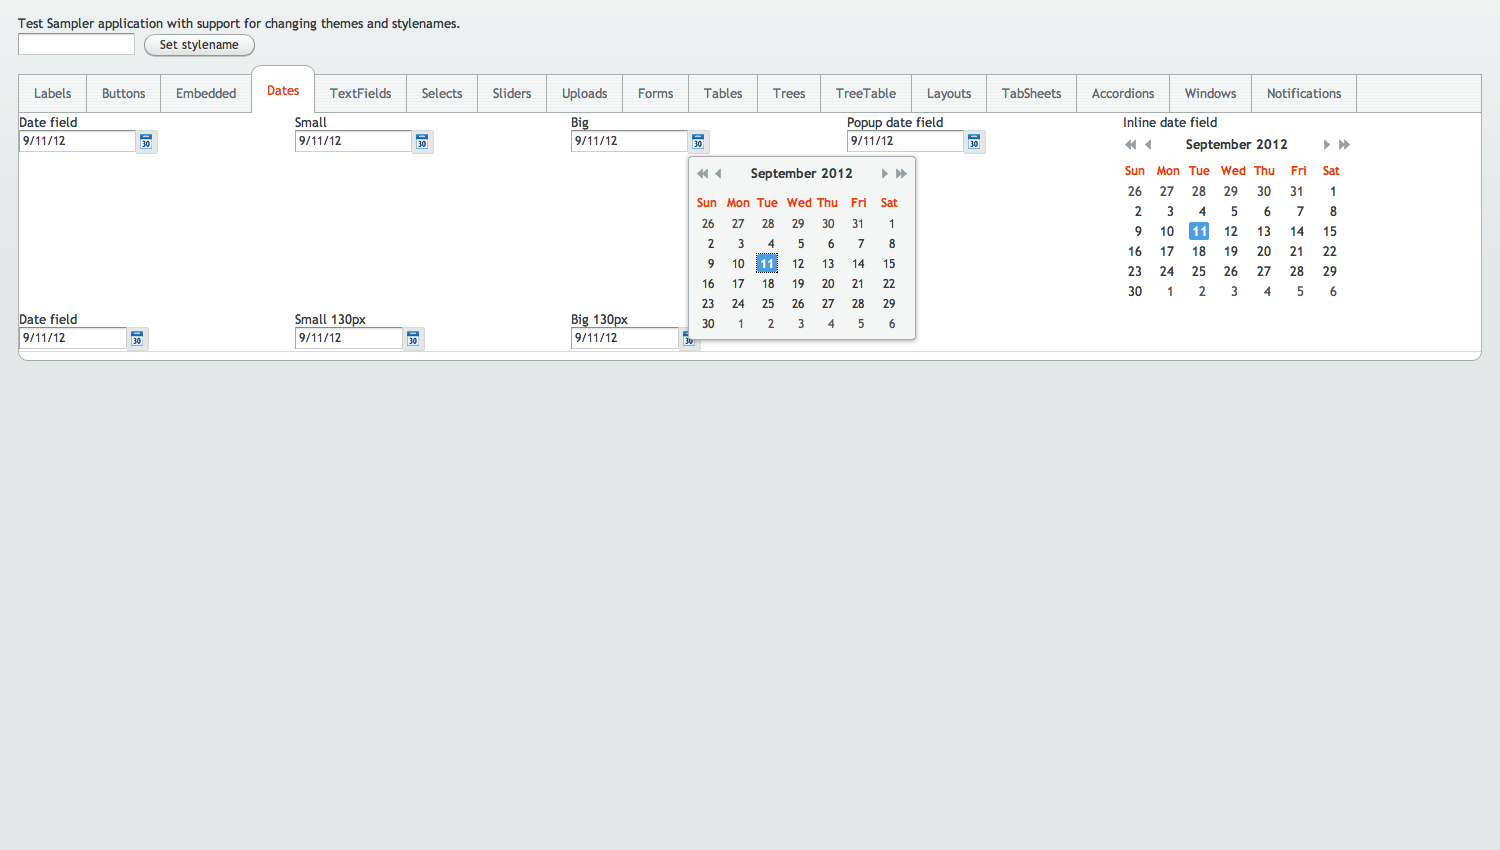 Test Sampler application with support for changing themes and stylenames.
Set stylename
Labels Buttons Embedded Dates TextFields Selects Sliders Uploads Forms Tables Trees TreeTable Layouts TabSheets Accordions Windows Notifications
Date field Small Big Popup date field Inline date field
9/11/12 30 9/11/12 30 9/11/12 30 9/11/12 30
September 2012
Sun Mon Tue Wed Thu Fri Sat
26 27 28 29 30 31 1
2 3 4 5 6 7 8
9 10 11 12 13 14 15
16 17 18 19 20 21 22
23 24 25 26 27 28 29
30 1 2 3 4 5 6
September 2012
Sun Mon Tue Wed Thu Fri Sat
26 27 28 29 30 31 1
2 3 4 5 6 7 8
9 10 11 12 13 14 15
16 17 18 19 20 21 22
23 24 25 26 27 28 29
30 1 2 3 4 5 6
Date field Small 130px Big 130px
9/11/12 30 9/11/12 30 9/11/12 30